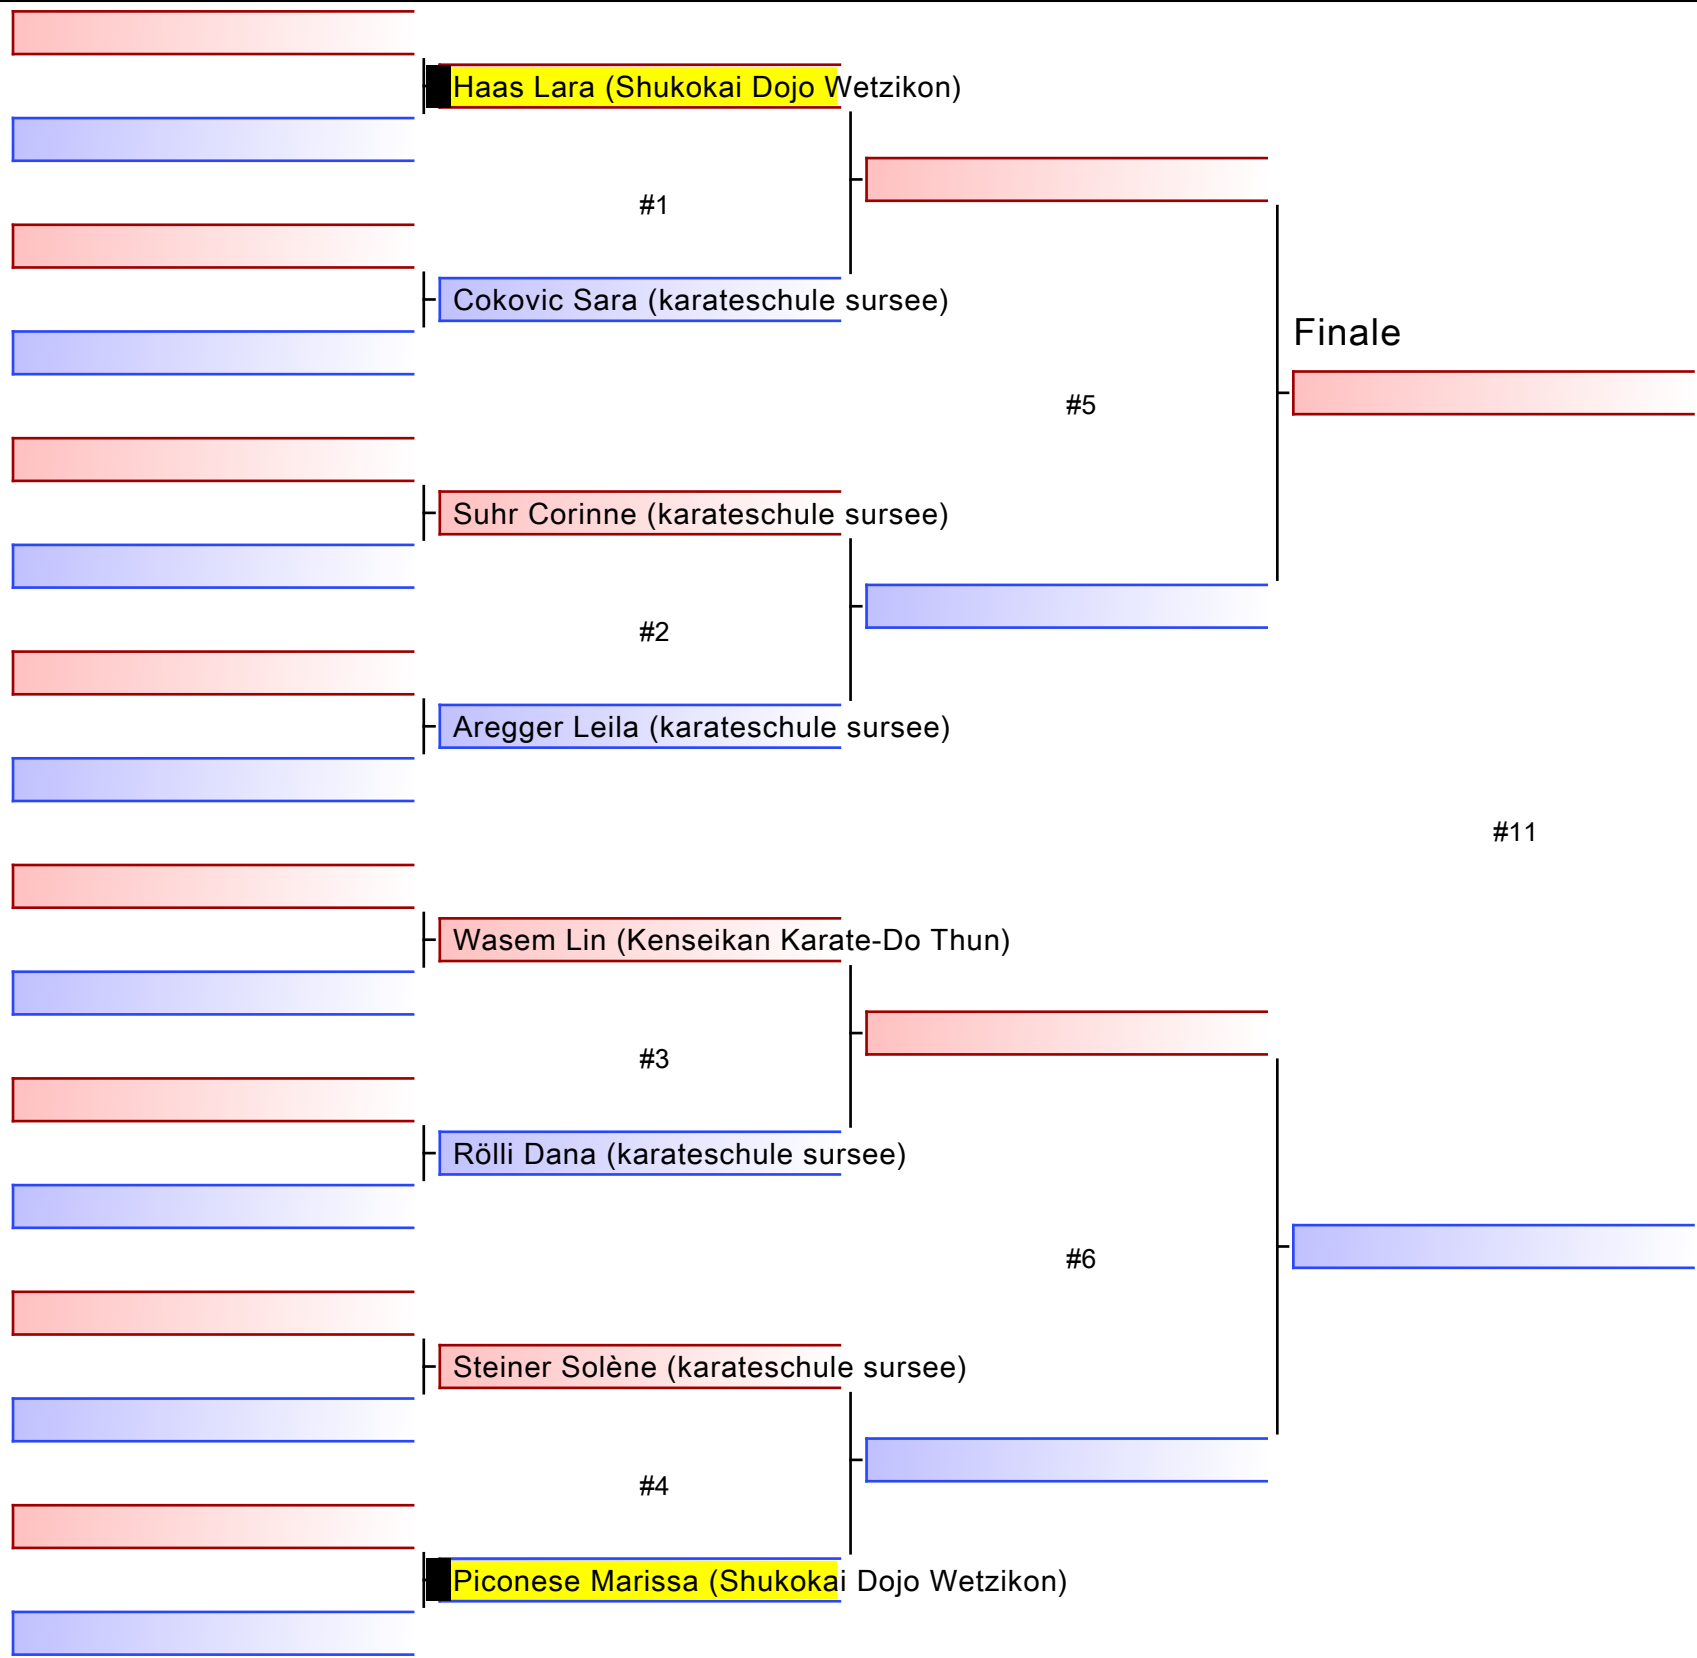 Haas Lara (Shukokai Dojo Wetzikon)
#1
Cokovic Sara (karateschule sursee)
Finale
#5
Suhr Corinne (karateschule sursee)
#2
Aregger Leila (karateschule sursee)
#11
Wasem Lin (Kenseikan Karate-Do Thun)
#3
Rölli Dana (karateschule sursee)
#6
Steiner Solène (karateschule sursee)
#4
Piconese Marissa (Shukokai Dojo Wetzikon)